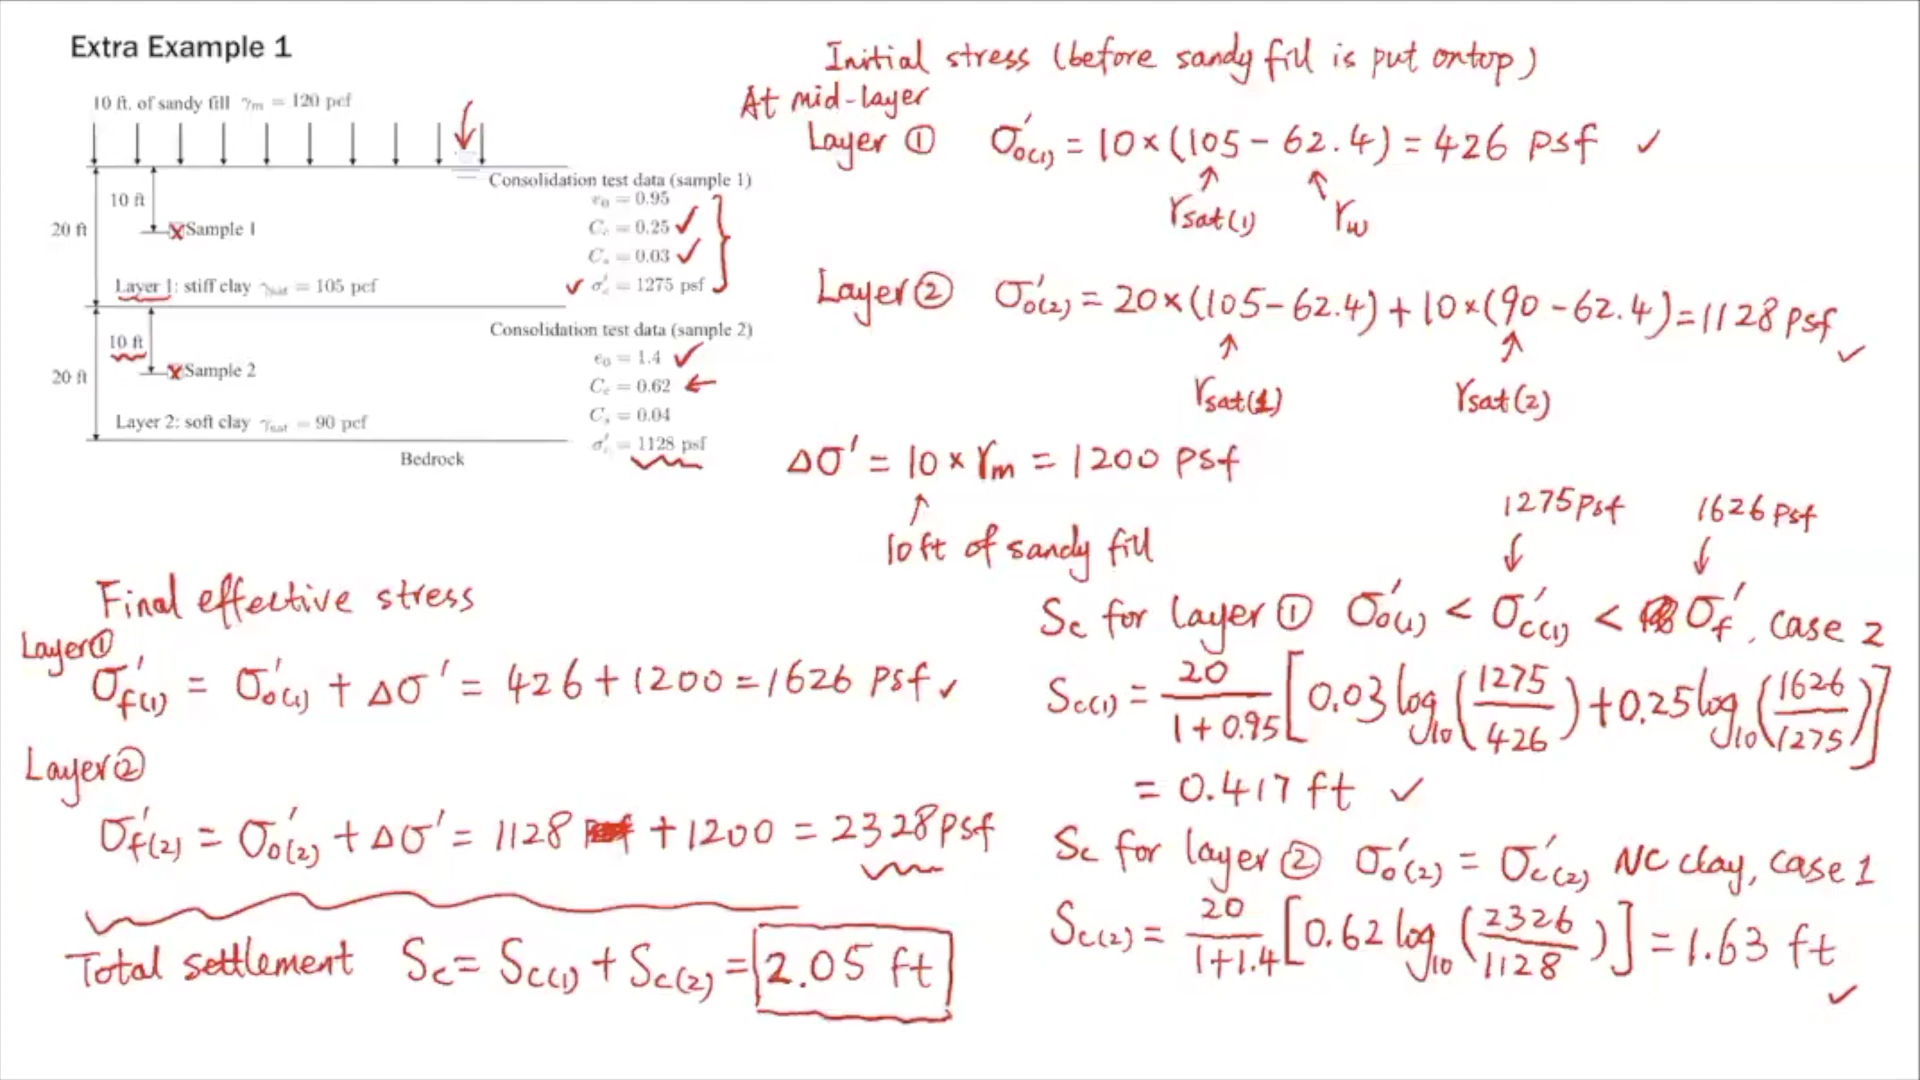 Extra Example 1
10 ft. of sandy fill γm = 120 pcf
10 ft
20 ft
Sample 1
Layer 1: stiff clay γsat = 105 pcf
Consolidation test data (sample 1)
e0 = 0.95
Cc = 0.25
Cs = 0.03
σ'c = 1275 psf
10 ft
20 ft
Sample 2
Layer 2: soft clay γsat = 90 pcf
Consolidation test data (sample 2)
e0 = 1.4
Cc = 0.62
Cs = 0.04
σ'c = 1128 psf
Bedrock
Initial stress (before sandy fill is put ontop)
At mid-layer
Layer ① σ'o(1) = 10×(105 - 62.4) = 426 psf ✓
γsat(1) γw
Layer② σ'o(2) = 20×(105-62.4) + 10×(90-62.4)=1128 psf ✓
γsat(1) γsat(2)
Δσ' = 10 × γm = 1200 psf
10ft of sandy fill
Final effective stress
Layer①
σ'f(1) = σ'o(1) + Δσ' = 426+1200=1626 psf ✓
Layer②
σ'f(2) = σ'o(2) + Δσ' = 1128 + 1200 = 2328 psf
Total settlement Sc = Sc(1) + Sc(2) = 2.05 ft
1275 psf 1626 psf
Sc for layer ① σ'o(1) < σ'c(1) < σ'f, case 2
Sc(1) = 20/(1+0.95) [0.03 log10 (1275/426) + 0.25 log10 (1626/1275)]
= 0.417 ft ✓
Sc for layer ② σ'o(2) = σ'c(2) NC clay, case 1
Sc(2) = 20/(1+1.4) [0.62 log10 (2326/1128)] = 1.63 ft ✓